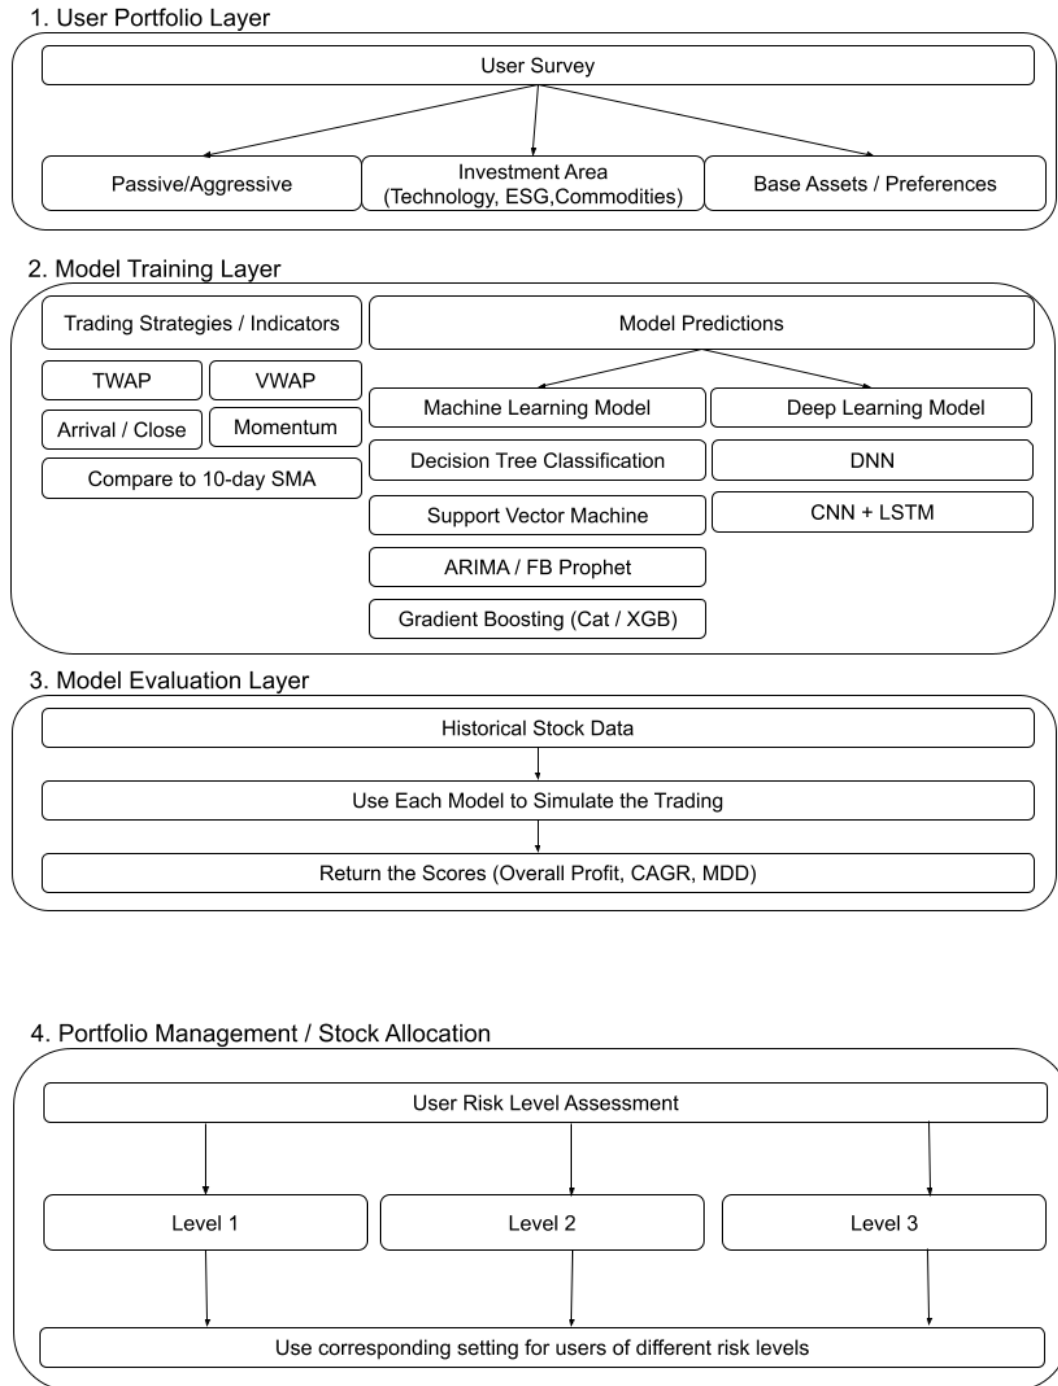 1. User Portfolio Layer
User Survey
Passive/Aggressive
Investment Area
(Technology, ESG,Commodities)
Base Assets / Preferences
2. Model Training Layer
Trading Strategies / Indicators
Model Predictions
TWAP
VWAP
Machine Learning Model
Deep Learning Model
Arrival / Close
Momentum
Decision Tree Classification
DNN
Compare to 10-day SMA
Support Vector Machine
CNN + LSTM
ARIMA / FB Prophet
Gradient Boosting (Cat / XGB)
3. Model Evaluation Layer
Historical Stock Data
Use Each Model to Simulate the Trading
Return the Scores (Overall Profit, CAGR, MDD)
4. Portfolio Management / Stock Allocation
User Risk Level Assessment
Level 1
Level 2
Level 3
Use corresponding setting for users of different risk levels